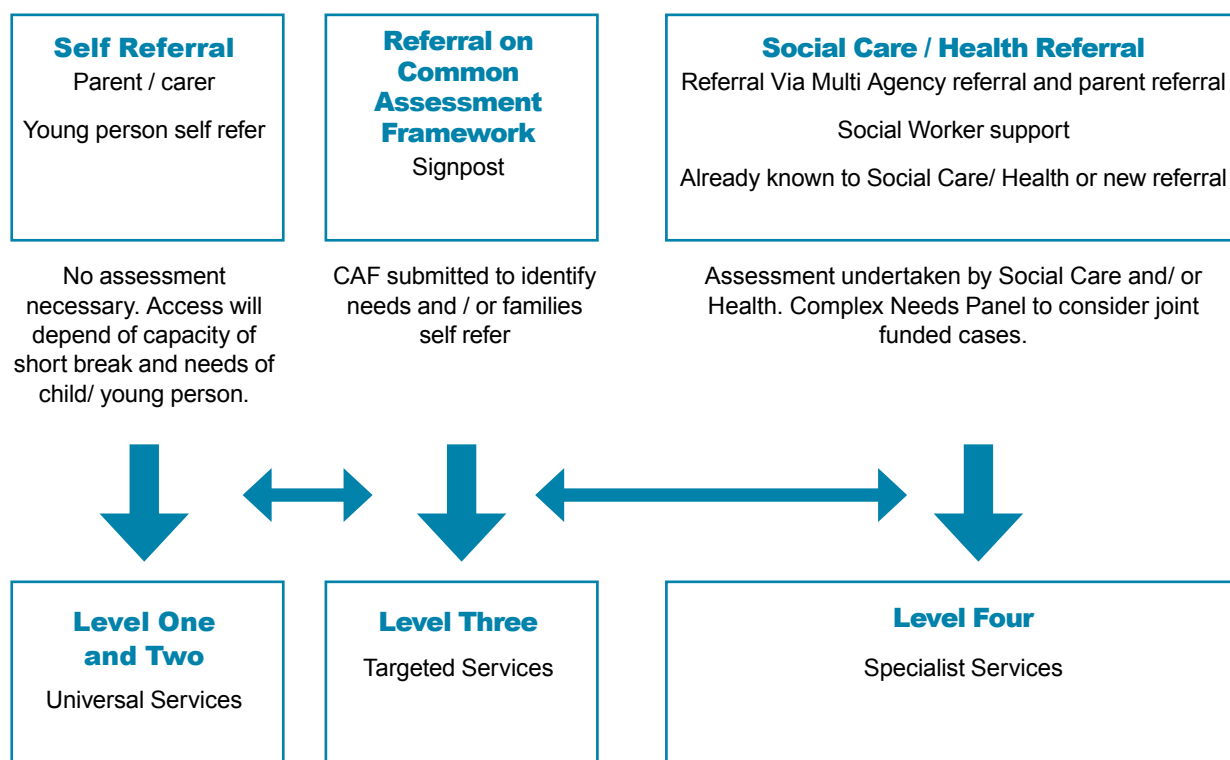 Self Referral
Parent / carer
Young person self refer
Referral on
Common
Assessment
Framework
Signpost
Social Care / Health Referral
Referral Via Multi Agency referral and parent referral
Social Worker support
Already known to Social Care/ Health or new referral
No assessment
necessary. Access will
depend of capacity of
short break and needs of
child/ young person.
CAF submitted to identify
needs and / or families
self refer
Assessment undertaken by Social Care and/ or
Health. Complex Needs Panel to consider joint
funded cases.
Level One
and Two
Universal Services
Level Three
Targeted Services
Level Four
Specialist Services